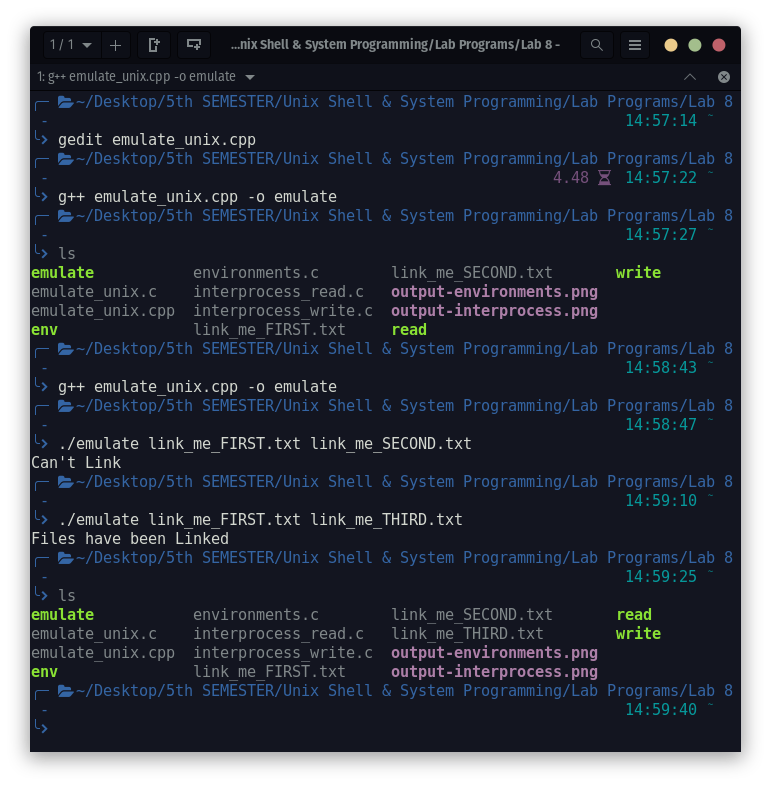 1 / 1
...nix Shell & System Programming/Lab Programs/Lab 8 -
1: g++ emulate_unix.cpp -o emulate
~/Desktop/5th SEMESTER/Unix Shell & System Programming/Lab Programs/Lab 8
- 14:57:14 ~
gedit emulate_unix.cpp
~/Desktop/5th SEMESTER/Unix Shell & System Programming/Lab Programs/Lab 8
- 4.48 14:57:22 ~
g++ emulate_unix.cpp -o emulate
~/Desktop/5th SEMESTER/Unix Shell & System Programming/Lab Programs/Lab 8
- 14:57:27 ~
ls
emulate environments.c link_me_SECOND.txt write
emulate_unix.c interprocess_read.c output-environments.png
emulate_unix.cpp interprocess_write.c output-interprocess.png
env link_me_FIRST.txt read
~/Desktop/5th SEMESTER/Unix Shell & System Programming/Lab Programs/Lab 8
- 14:58:43 ~
g++ emulate_unix.cpp -o emulate
~/Desktop/5th SEMESTER/Unix Shell & System Programming/Lab Programs/Lab 8
- 14:58:47 ~
./emulate link_me_FIRST.txt link_me_SECOND.txt
Can't Link
~/Desktop/5th SEMESTER/Unix Shell & System Programming/Lab Programs/Lab 8
- 14:59:10 ~
./emulate link_me_FIRST.txt link_me_THIRD.txt
Files have been Linked
~/Desktop/5th SEMESTER/Unix Shell & System Programming/Lab Programs/Lab 8
- 14:59:25 ~
ls
emulate environments.c link_me_SECOND.txt read
emulate_unix.c interprocess_read.c link_me_THIRD.txt write
emulate_unix.cpp interprocess_write.c output-environments.png
env link_me_FIRST.txt output-interprocess.png
~/Desktop/5th SEMESTER/Unix Shell & System Programming/Lab Programs/Lab 8
- 14:59:40 ~